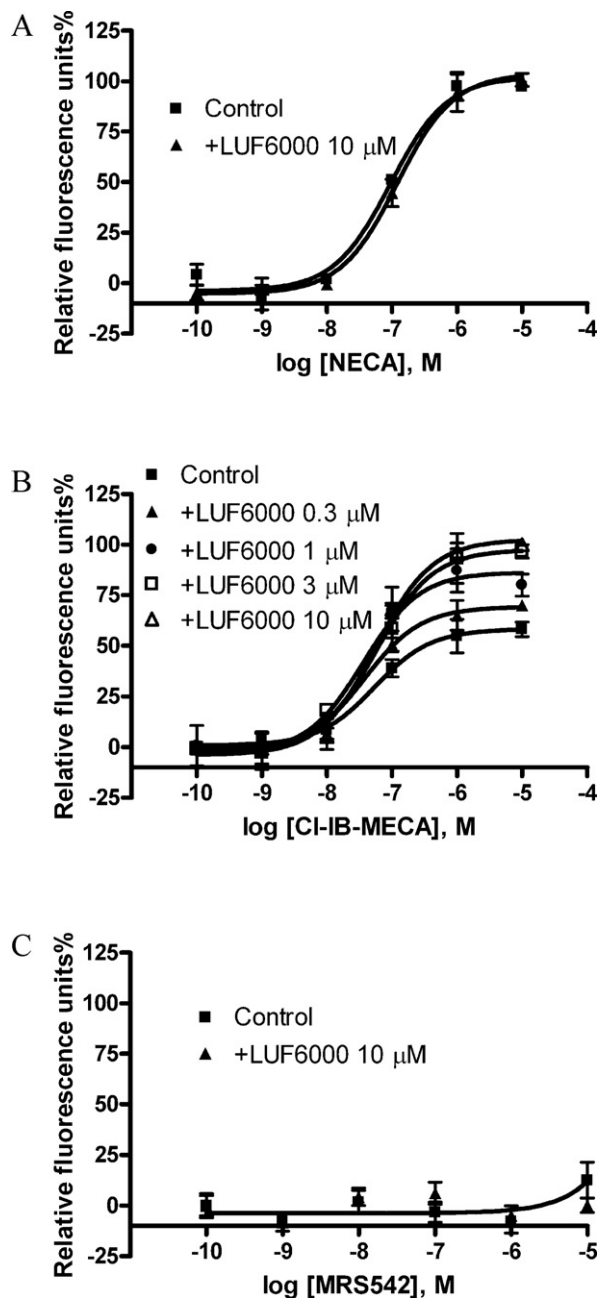 A
Relative fluorescence units%
125
100
75
50
25
0
-25
Control
+LUF6000 10 μM
-10 -9 -8 -7 -6 -5 -4
log [NECA], M
B
Relative fluorescence units%
125
100
75
50
25
0
-25
Control
+LUF6000 0.3 μM
+LUF6000 1 μM
+LUF6000 3 μM
+LUF6000 10 μM
-10 -9 -8 -7 -6 -5 -4
log [Cl-IB-MECA], M
C
Relative fluorescence units%
125
100
75
50
25
0
-25
Control
+LUF6000 10 μM
-10 -9 -8 -7 -6 -5
log [MRS542], M